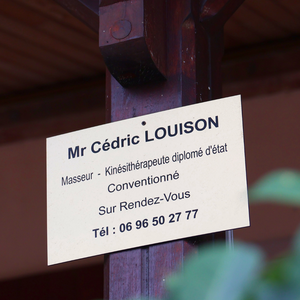 Mr Cédric LOUISON
Masseur - Kinésithérapeute diplomé d'état
Conventionné
Sur Rendez-Vous
Tél : 06 96 50 27 77